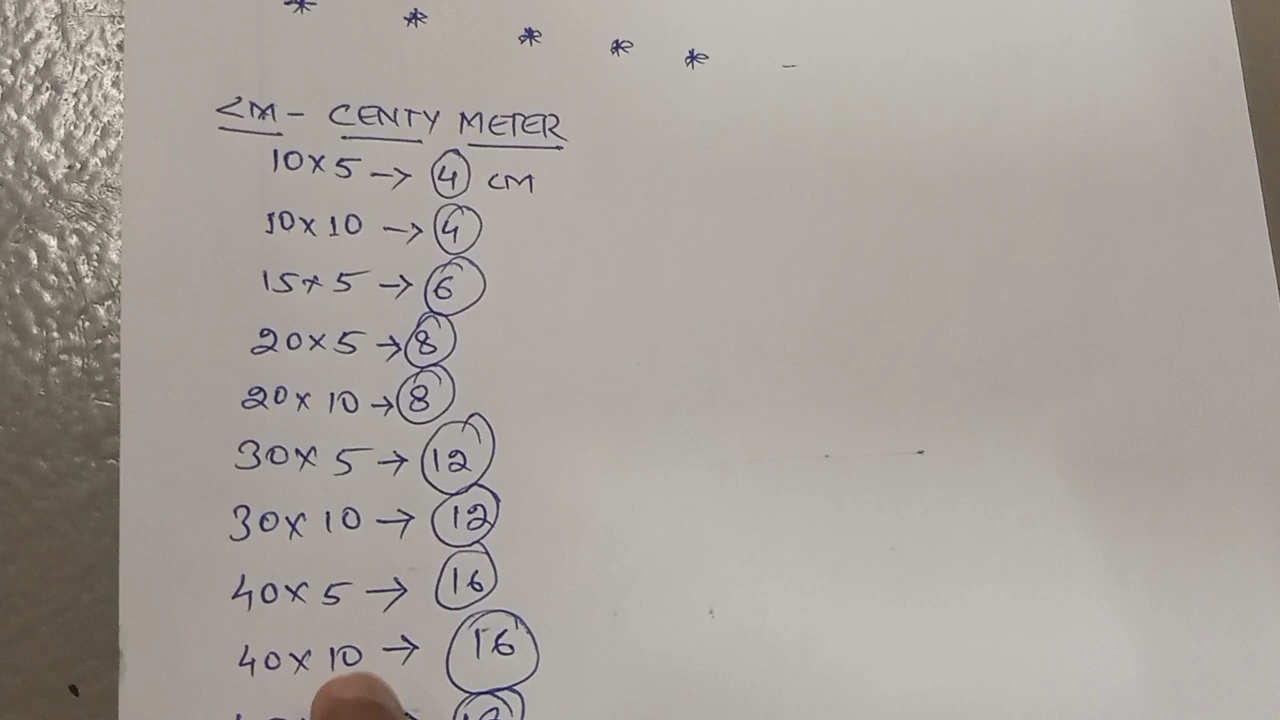 * * * * * -
CM - CENTY METER
10x5 → 4 CM
10x10 → 4
15x5 → 6
20x5 → 8
20x10 → 8
30x5 → 12
30x10 → 12
40x5 → 16
40x10 → 16